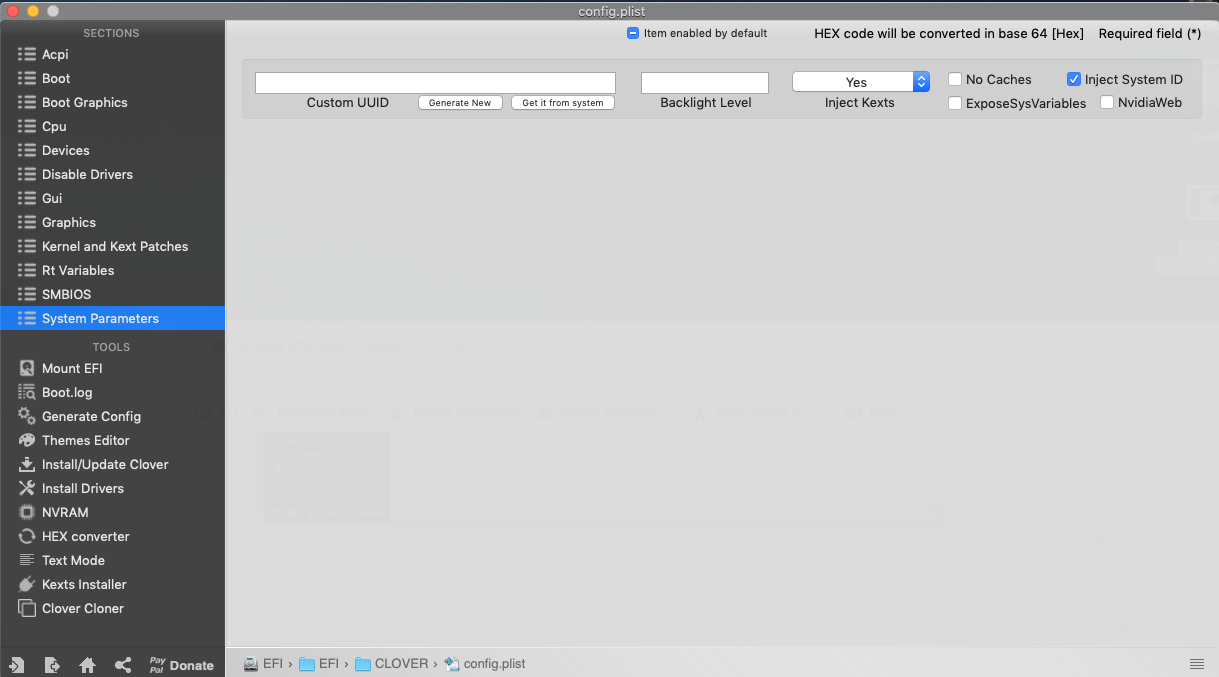 config.plist
SECTIONS
Acpi
Boot
Boot Graphics
Cpu
Devices
Disable Drivers
Gui
Graphics
Kernel and Kext Patches
Rt Variables
SMBIOS
System Parameters
TOOLS
Mount EFI
Boot.log
Generate Config
Themes Editor
Install/Update Clover
Install Drivers
NVRAM
HEX converter
Text Mode
Kexts Installer
Clover Cloner
Pay Pal Donate
Item enabled by default HEX code will be converted in base 64 [Hex] Required field (*)
Yes No Caches Inject System ID
Custom UUID Generate New Get it from system Backlight Level Inject Kexts ExposeSysVariables NvidiaWeb
EFI › EFI › CLOVER › config.plist